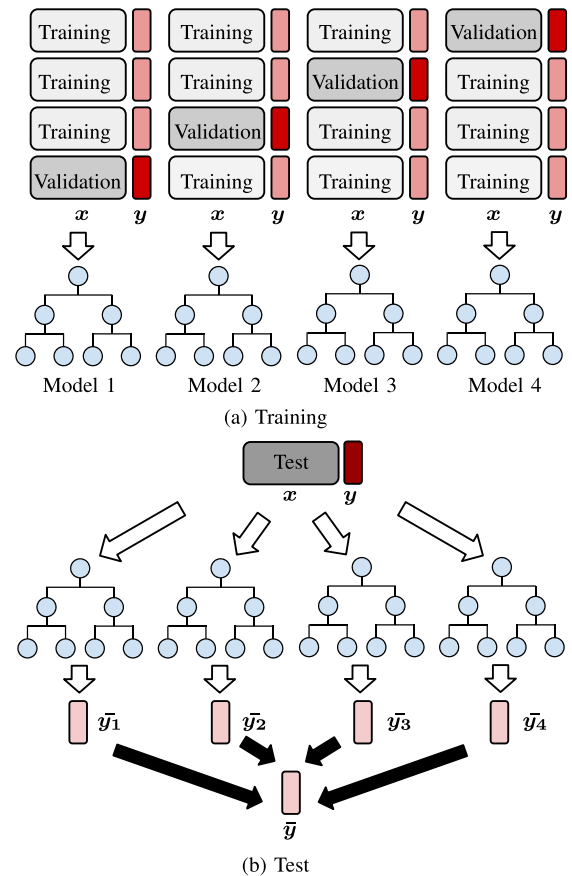 Training Training Training Validation
Training Training Validation Training
Training Validation Training Training
Validation Training Training Training
x y x y x y x y
Model 1 Model 2 Model 3 Model 4
(a) Training
Test
x y
ȳ₁ ȳ₂ ȳ₃ ȳ₄
ȳ
(b) Test